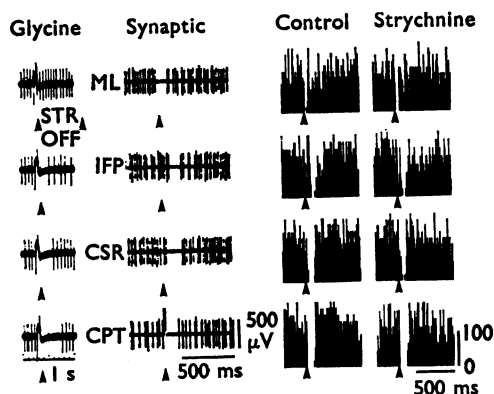 Glycine Synaptic Control Strychnine
ML
STR
OFF
IFP
CSR
CPT
500
µV
100
0
1 s
500 ms
500 ms